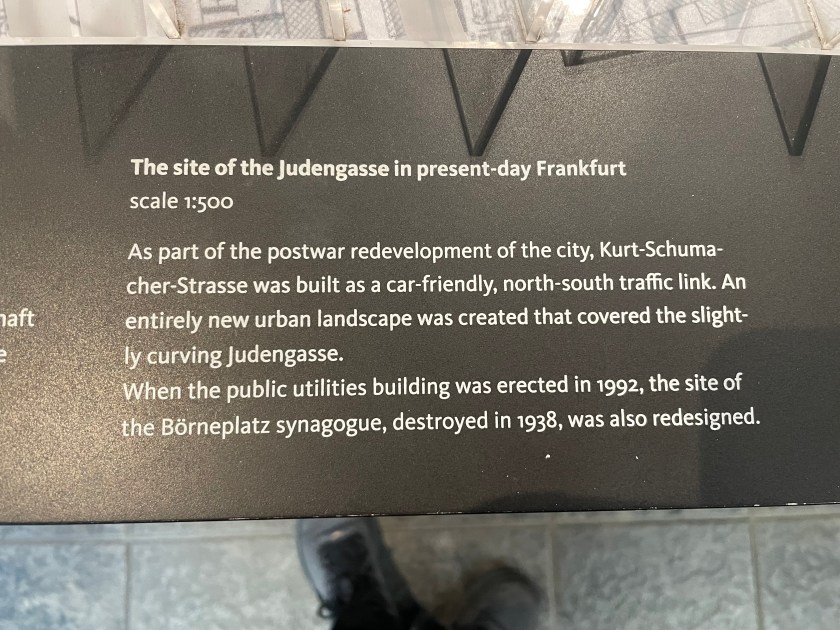 The site of the Judengasse in present-day Frankfurt
scale 1:500
As part of the postwar redevelopment of the city, Kurt-Schuma-
cher-Strasse was built as a car-friendly, north-south traffic link. An
entirely new urban landscape was created that covered the slight-
ly curving Judengasse.
When the public utilities building was erected in 1992, the site of
the Börneplatz synagogue, destroyed in 1938, was also redesigned.